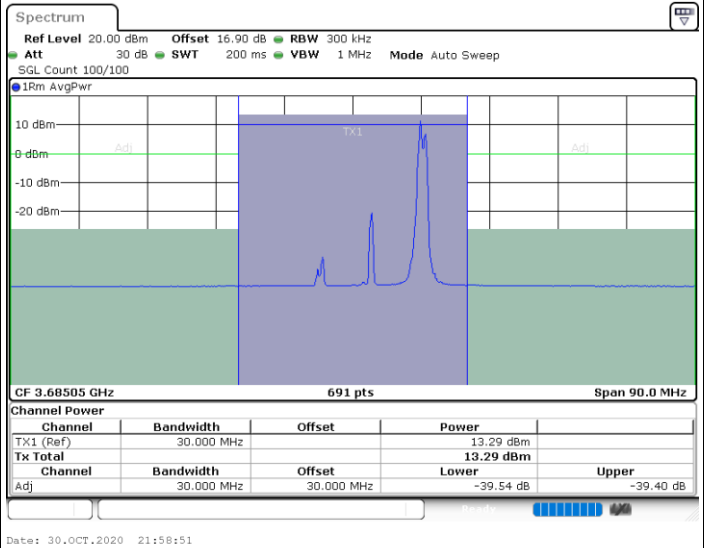 Spectrum
Ref Level 20.00 dBm Offset 16.90 dB RBW 300 kHz
Att 30 dB SWT 200 ms VBW 1 MHz Mode Auto Sweep
SGL Count 100/100
1Rm AvgPwr
10 dBm
TX1
0 dBm Adj Adj
-10 dBm
-20 dBm
CF 3.68505 GHz 691 pts Span 90.0 MHz
Channel Power
Channel Bandwidth Offset Power
TX1 (Ref) 30.000 MHz 13.29 dBm
Tx Total 13.29 dBm
Channel Bandwidth Offset Lower Upper
Adj 30.000 MHz 30.000 MHz -39.54 dB -39.40 dB
Ready
Date: 30.OCT.2020 21:58:51